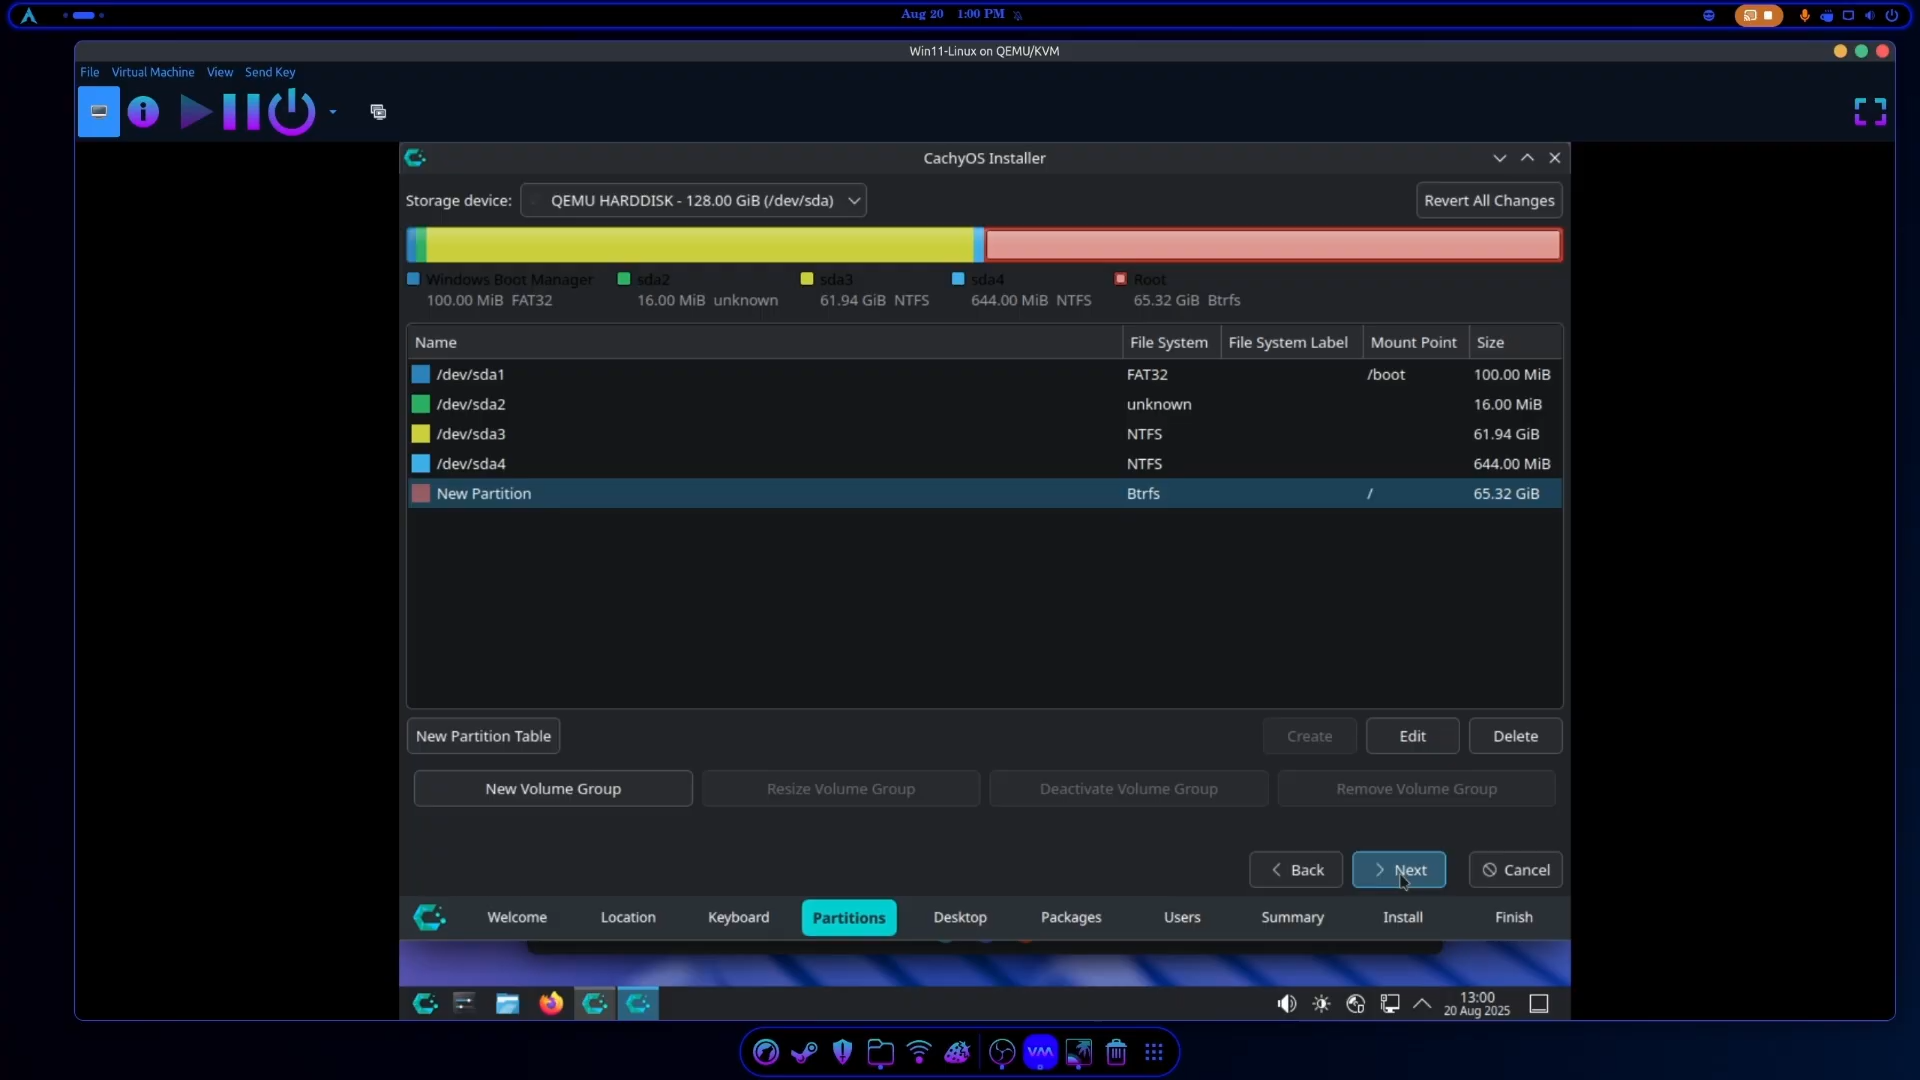 Aug 20 1:00 PM
Win11-Linux on QEMU/KVM
File Virtual Machine View Send Key
CachyOS Installer
Storage device: QEMU HARDDISK - 128.00 GiB (/dev/sda) Revert All Changes
Windows Boot Manager sda2 sda3 sda4 Root
100.00 MiB FAT32 16.00 MiB unknown 61.94 GiB NTFS 644.00 MiB NTFS 65.32 GiB Btrfs
Name File System File System Label Mount Point Size
/dev/sda1 FAT32 /boot 100.00 MiB
/dev/sda2 unknown 16.00 MiB
/dev/sda3 NTFS 61.94 GiB
/dev/sda4 NTFS 644.00 MiB
New Partition Btrfs / 65.32 GiB
New Partition Table Create Edit Delete
New Volume Group Resize Volume Group Deactivate Volume Group Remove Volume Group
Back Next Cancel
Welcome Location Keyboard Partitions Desktop Packages Users Summary Install Finish
13:00
20 Aug 2025